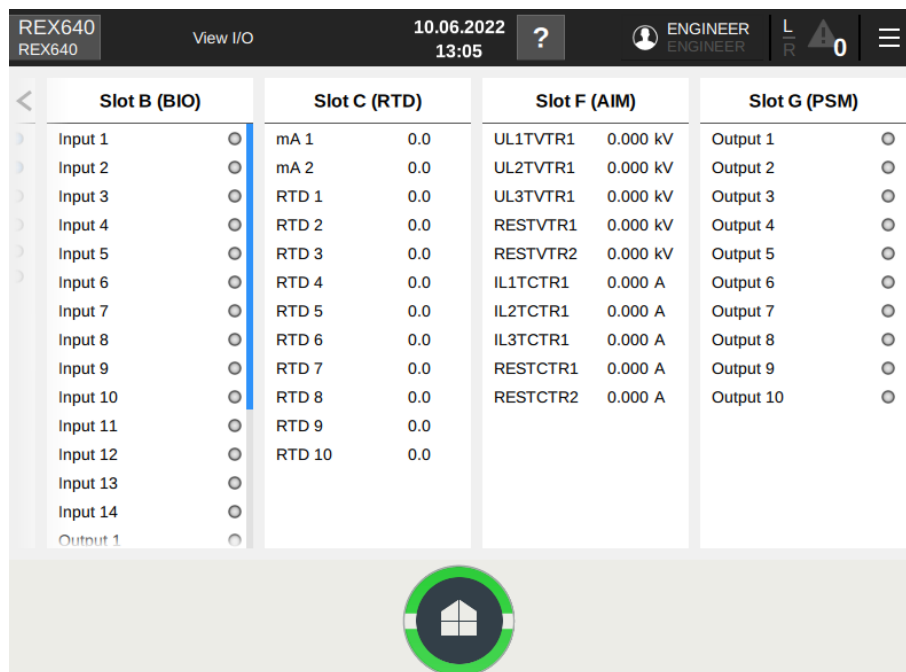 REX640
REX640
View I/O
10.06.2022
13:05
?
ENGINEER
ENGINEER
L
R
0
Slot B (BIO)
Input 1
Input 2
Input 3
Input 4
Input 5
Input 6
Input 7
Input 8
Input 9
Input 10
Input 11
Input 12
Input 13
Input 14
Output 1
Slot C (RTD)
mA 1 0.0
mA 2 0.0
RTD 1 0.0
RTD 2 0.0
RTD 3 0.0
RTD 4 0.0
RTD 5 0.0
RTD 6 0.0
RTD 7 0.0
RTD 8 0.0
RTD 9 0.0
RTD 10 0.0
Slot F (AIM)
UL1TVTR1 0.000 kV
UL2TVTR1 0.000 kV
UL3TVTR1 0.000 kV
RESTVTR1 0.000 kV
RESTVTR2 0.000 kV
IL1TCTR1 0.000 A
IL2TCTR1 0.000 A
IL3TCTR1 0.000 A
RESTCTR1 0.000 A
RESTCTR2 0.000 A
Slot G (PSM)
Output 1
Output 2
Output 3
Output 4
Output 5
Output 6
Output 7
Output 8
Output 9
Output 10